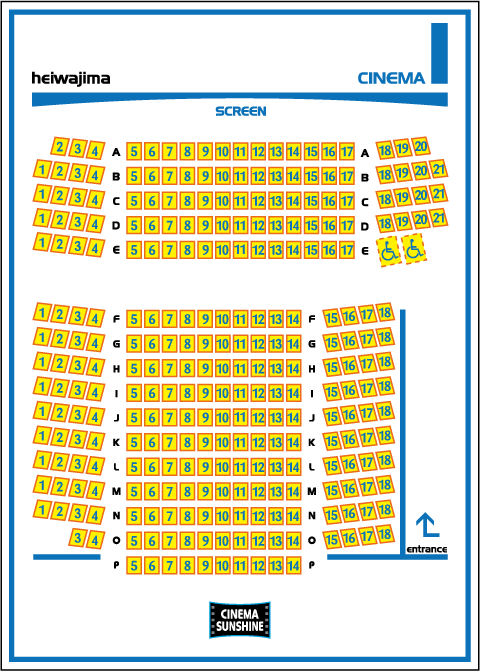 heiwajima CINEMA 1
SCREEN
2 3 4 A 5 6 7 8 9 10 11 12 13 14 15 16 17 A 18 19 20
1 2 3 4 B 5 6 7 8 9 10 11 12 13 14 15 16 17 B 18 19 20 21
1 2 3 4 C 5 6 7 8 9 10 11 12 13 14 15 16 17 C 18 19 20 21
1 2 3 4 D 5 6 7 8 9 10 11 12 13 14 15 16 17 D 18 19 20 21
1 2 3 4 E 5 6 7 8 9 10 11 12 13 14 15 16 17 E
1 2 3 4 F 5 6 7 8 9 10 11 12 13 14 F 15 16 17 18
1 2 3 4 G 5 6 7 8 9 10 11 12 13 14 G 15 16 17 18
1 2 3 4 H 5 6 7 8 9 10 11 12 13 14 H 15 16 17 18
1 2 3 4 I 5 6 7 8 9 10 11 12 13 14 I 15 16 17 18
1 2 3 4 J 5 6 7 8 9 10 11 12 13 14 J 15 16 17 18
1 2 3 4 K 5 6 7 8 9 10 11 12 13 14 K 15 16 17 18
1 2 3 4 L 5 6 7 8 9 10 11 12 13 14 L 15 16 17 18
1 2 3 4 M 5 6 7 8 9 10 11 12 13 14 M 15 16 17 18
1 2 3 4 N 5 6 7 8 9 10 11 12 13 14 N 15 16 17 18
3 4 O 5 6 7 8 9 10 11 12 13 14 O 15 16 17 18
entrance
P 5 6 7 8 9 10 11 12 13 14 P
CINEMA
SUNSHINE